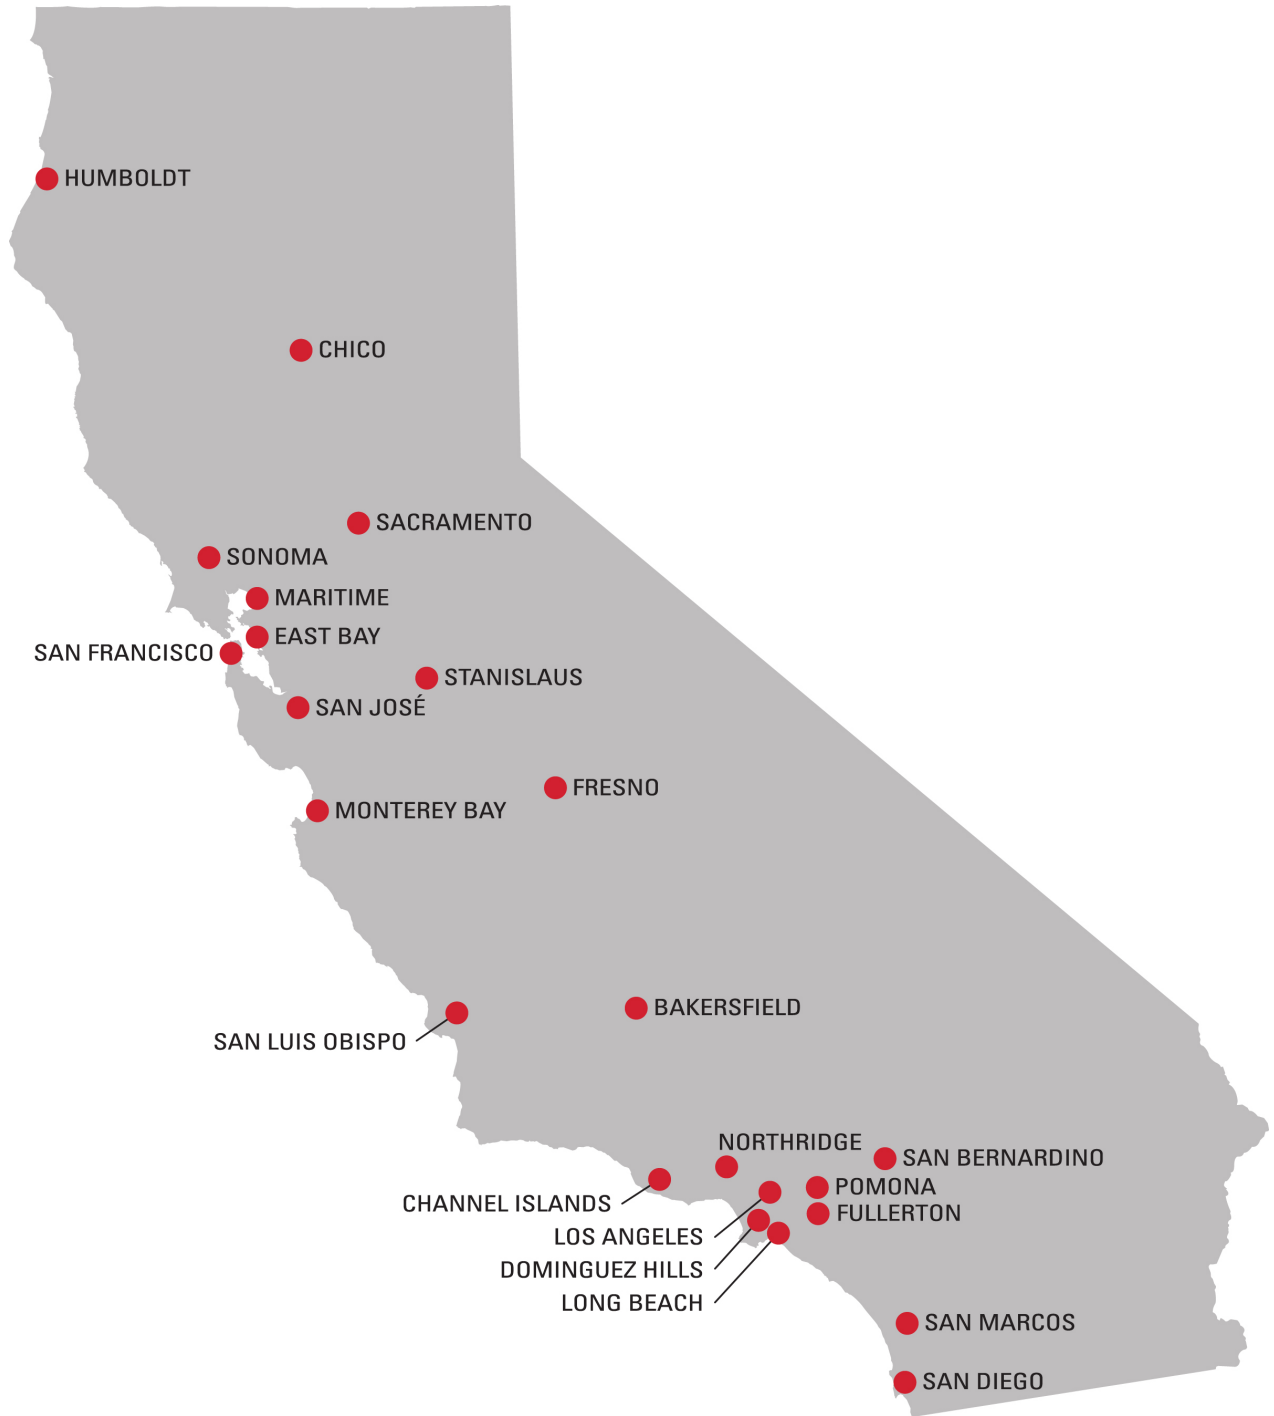 HUMBOLDT
CHICO
SACRAMENTO
SONOMA
MARITIME
EAST BAY
SAN FRANCISCO
STANISLAUS
SAN JOSÉ
FRESNO
MONTEREY BAY
BAKERSFIELD
SAN LUIS OBISPO
NORTHRIDGE
SAN BERNARDINO
POMONA
CHANNEL ISLANDS
FULLERTON
LOS ANGELES
DOMINGUEZ HILLS
LONG BEACH
SAN MARCOS
SAN DIEGO